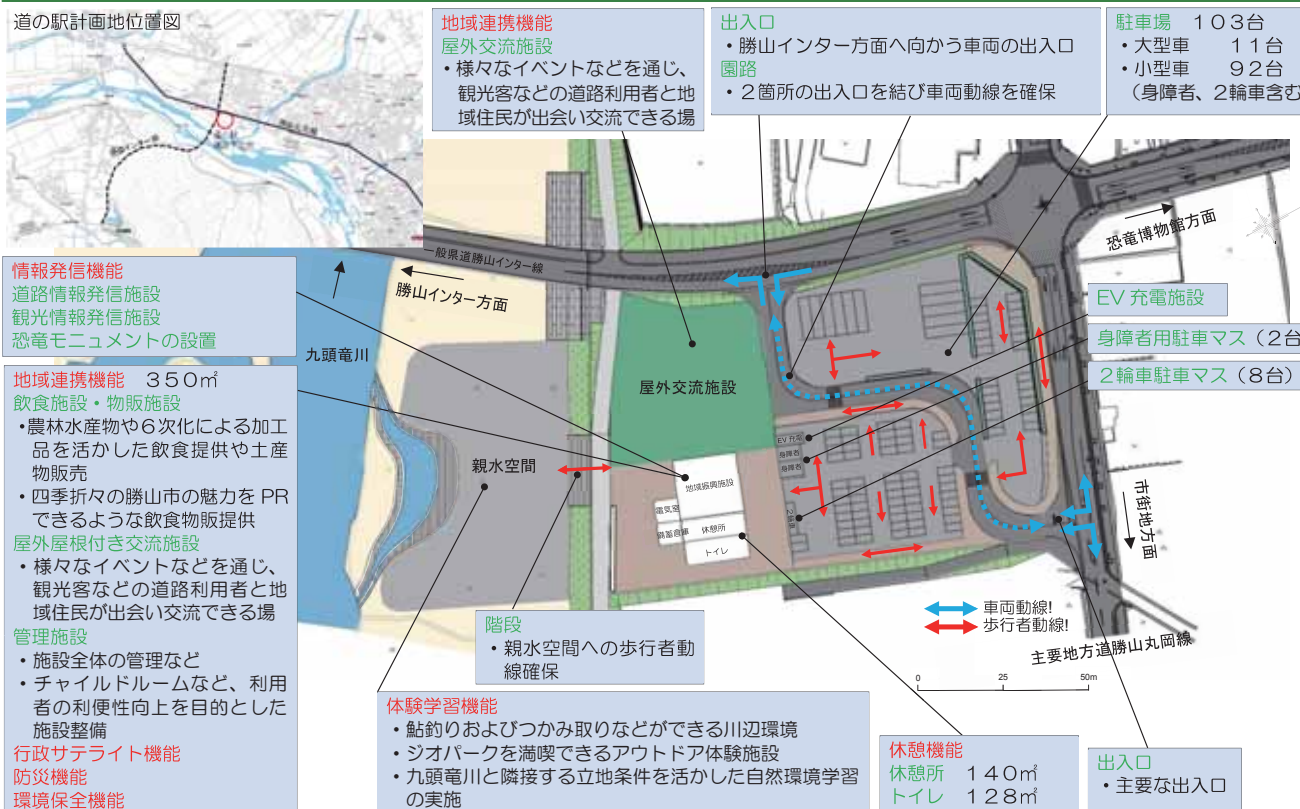 道の駅計画地位置図
地域連携機能
屋外交流施設
・様々なイベントなどを通じ、
観光客などの道路利用者と地
域住民が出会い交流できる場
出入口
・勝山インター方面へ向かう車両の出入口
園路
・２箇所の出入口を結び車両動線を確保
駐車場　１０３台
・大型車　　１１台
・小型車　　９２台
（身障者、２輪車含む
一般県道勝山インター線
勝山インター方面
恐竜博物館方面
情報発信機能
道路情報発信施設
観光情報発信施設
恐竜モニュメントの設置
九頭竜川
EV 充電施設
身障者用駐車マス（２台
２輪車駐車マス（８台）
地域連携機能　３５０㎡
飲食施設・物販施設
・農林水産物や６次化による加工
品を活かした飲食提供や土産
物販売
・四季折々の勝山市の魅力を PR
できるような飲食物販提供
屋外屋根付き交流施設
・様々なイベントなどを通じ、
観光客などの道路利用者と地
域住民が出会い交流できる場
管理施設
・施設全体の管理など
・チャイルドルームなど、利用
者の利便性向上を目的とした
施設整備
行政サテライト機能
防災機能
環境保全機能
屋外交流施設
親水空間
EV 充電
身障者
身障者
２輪車
地域振興施設
電気室
備蓄倉庫
休憩所
トイレ
市街地方面
車両動線!
歩行者動線!
主要地方道勝山丸岡線
0 25 50m
階段
・親水空間への歩行者動
線確保
体験学習機能
・鮎釣りおよびつかみ取りなどができる川辺環境
・ジオパークを満喫できるアウトドア体験施設
・九頭竜川と隣接する立地条件を活かした自然環境学習
の実施
休憩機能
休憩所　１４０㎡
トイレ　１２８㎡
出入口
・主要な出入口